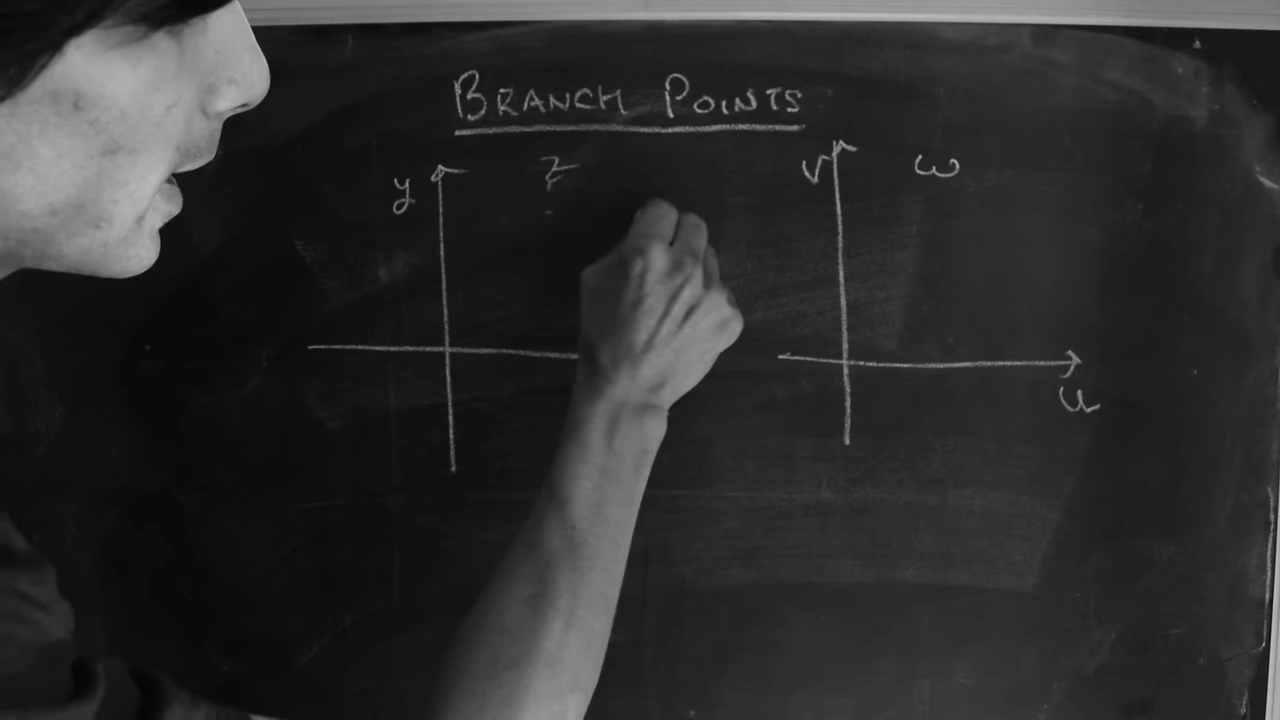 BRANCH POINTS
y z v ω
u